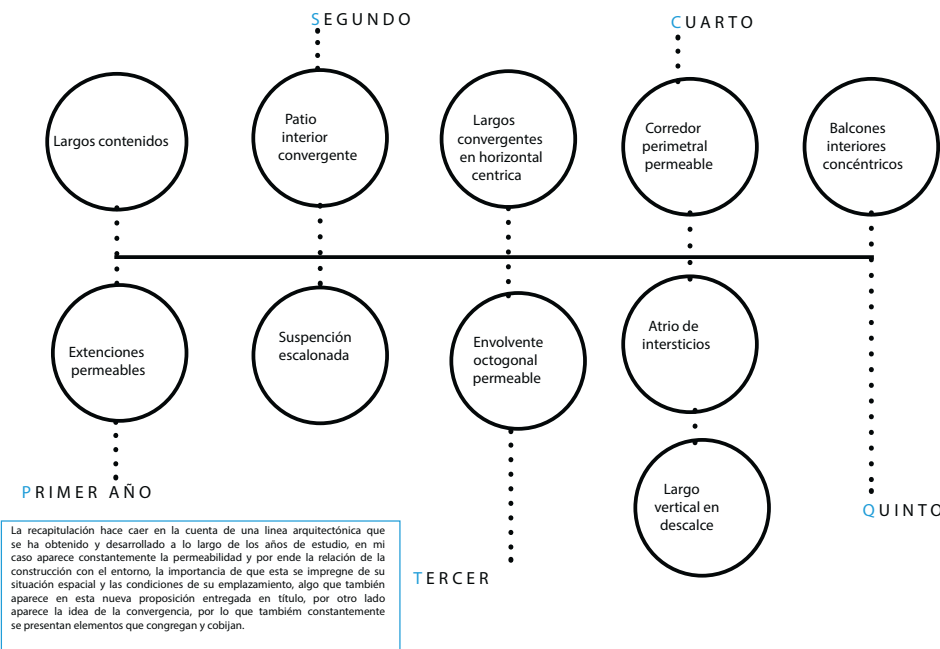 SEGUNDO
CUARTO
Largos contenidos
Patio
interior
convergente
Largos
convergentes
en horizontal
centrica
Corredor
perimetral
permeable
Balcones
interiores
concéntricos
Extenciones
permeables
Suspención
escalonada
Envolvente
octogonal
permeable
Atrio de
intersticios
Largo
vertical en
descalce
PRIMER AÑO
QUINTO
TERCER
La recapitulación hace caer en la cuenta de una linea arquitectónica que
se ha obtenido y desarrollado a lo largo de los años de estudio, en mi
caso aparece constantemente la permeabilidad y por ende la relación de la
construcción con el entorno, la importancia de que esta se impregne de su
situación espacial y las condiciones de su emplazamiento, algo que también
aparece en esta nueva proposición entregada en título, por otro lado
aparece la idea de la convergencia, por lo que tambiém constantemente
se presentan elementos que congregan y cobijan.